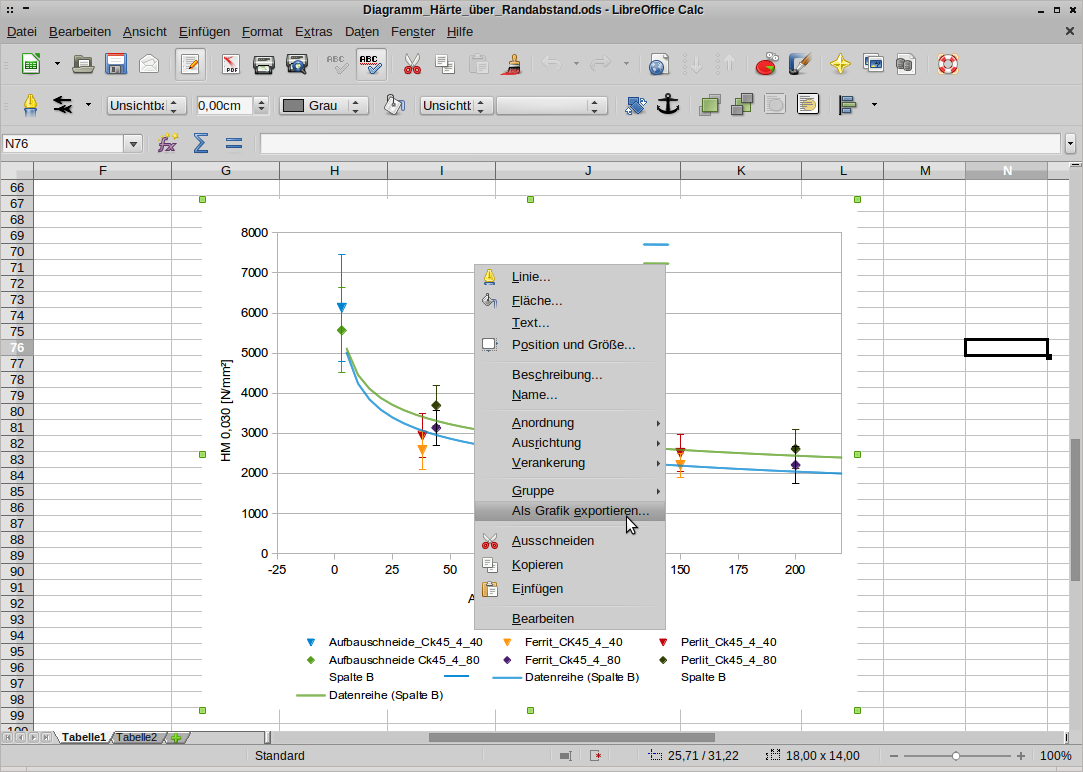 Diagramm_Härte_über_Randabstand.ods - LibreOffice Calc
Datei Bearbeiten Ansicht Einfügen Format Extras Daten Fenster Hilfe
PDF ABC ABC
Unsichtba 0,00cm Grau Unsichtl
N76
F G H I J K L M N
66
67
68
69
70
71
72
73
74
75
76
77
78
79
80
81
82
83
84
85
86
87
88
89
90
91
92
93
94
95
96
97
98
99
100
8000
7000
6000
5000
4000
3000
2000
1000
0
HM 0,030 [N/mm²]
-25 0 25 50 150 175 200
A
Linie...
Fläche...
Text...
Position und Größe...
Beschreibung...
Name...
Anordnung
Ausrichtung
Verankerung
Gruppe
Als Grafik exportieren...
Ausschneiden
Kopieren
Einfügen
Bearbeiten
Aufbauschneide_Ck45_4_40 Ferrit_CK45_4_40 Perlit_Ck45_4_40
Aufbauschneide Ck45_4_80 Ferrit_Ck45_4_80 Perlit_Ck45_4_80
Spalte B Datenreihe (Spalte B) Spalte B
Datenreihe (Spalte B)
Tabelle1 Tabelle2
Standard 25,71 / 31,22 18,00 x 14,00 100%